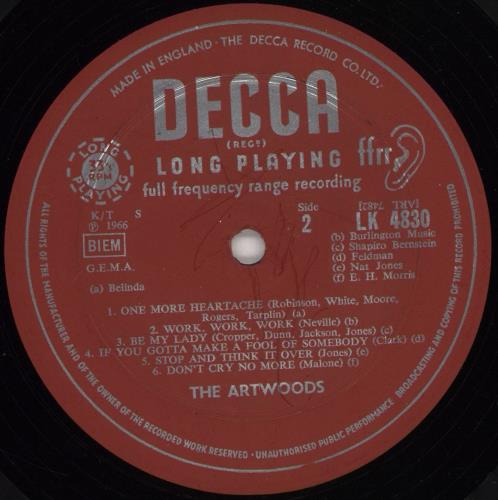 MADE IN ENGLAND · THE DECCA RECORD CO. LTD.
DECCA
(REGD)
LONG PLAYING
LONG PLAYING
33⅓
RPM
ffrr
full frequency range recording
K/T S
℗ 1966
BIEM
G.E.M.A.
(a) Belinda
Side
2
(ARL 7482)
LK 4830
(b) Burlington Music
(c) Shapiro Bernstein
(d) Feldman
(e) Nat Jones
(f) E. H. Morris
1. ONE MORE HEARTACHE (Robinson, White, Moore,
Rogers, Tarplin) (a)
2. WORK, WORK, WORK (Neville) (b)
3. BE MY LADY (Cropper, Dunn, Jackson, Jones) (c)
4. IF YOU GOTTA MAKE A FOOL OF SOMEBODY (Clark) (d)
5. STOP AND THINK IT OVER (Jones) (e)
6. DON'T CRY NO MORE (Malone) (f)
THE ARTWOODS
ALL RIGHTS OF THE MANUFACTURER AND OF THE OWNER OF THE RECORDED WORK RESERVED · UNAUTHORISED PUBLIC PERFORMANCE BROADCASTING AND COPYING OF THIS RECORD PROHIBITED